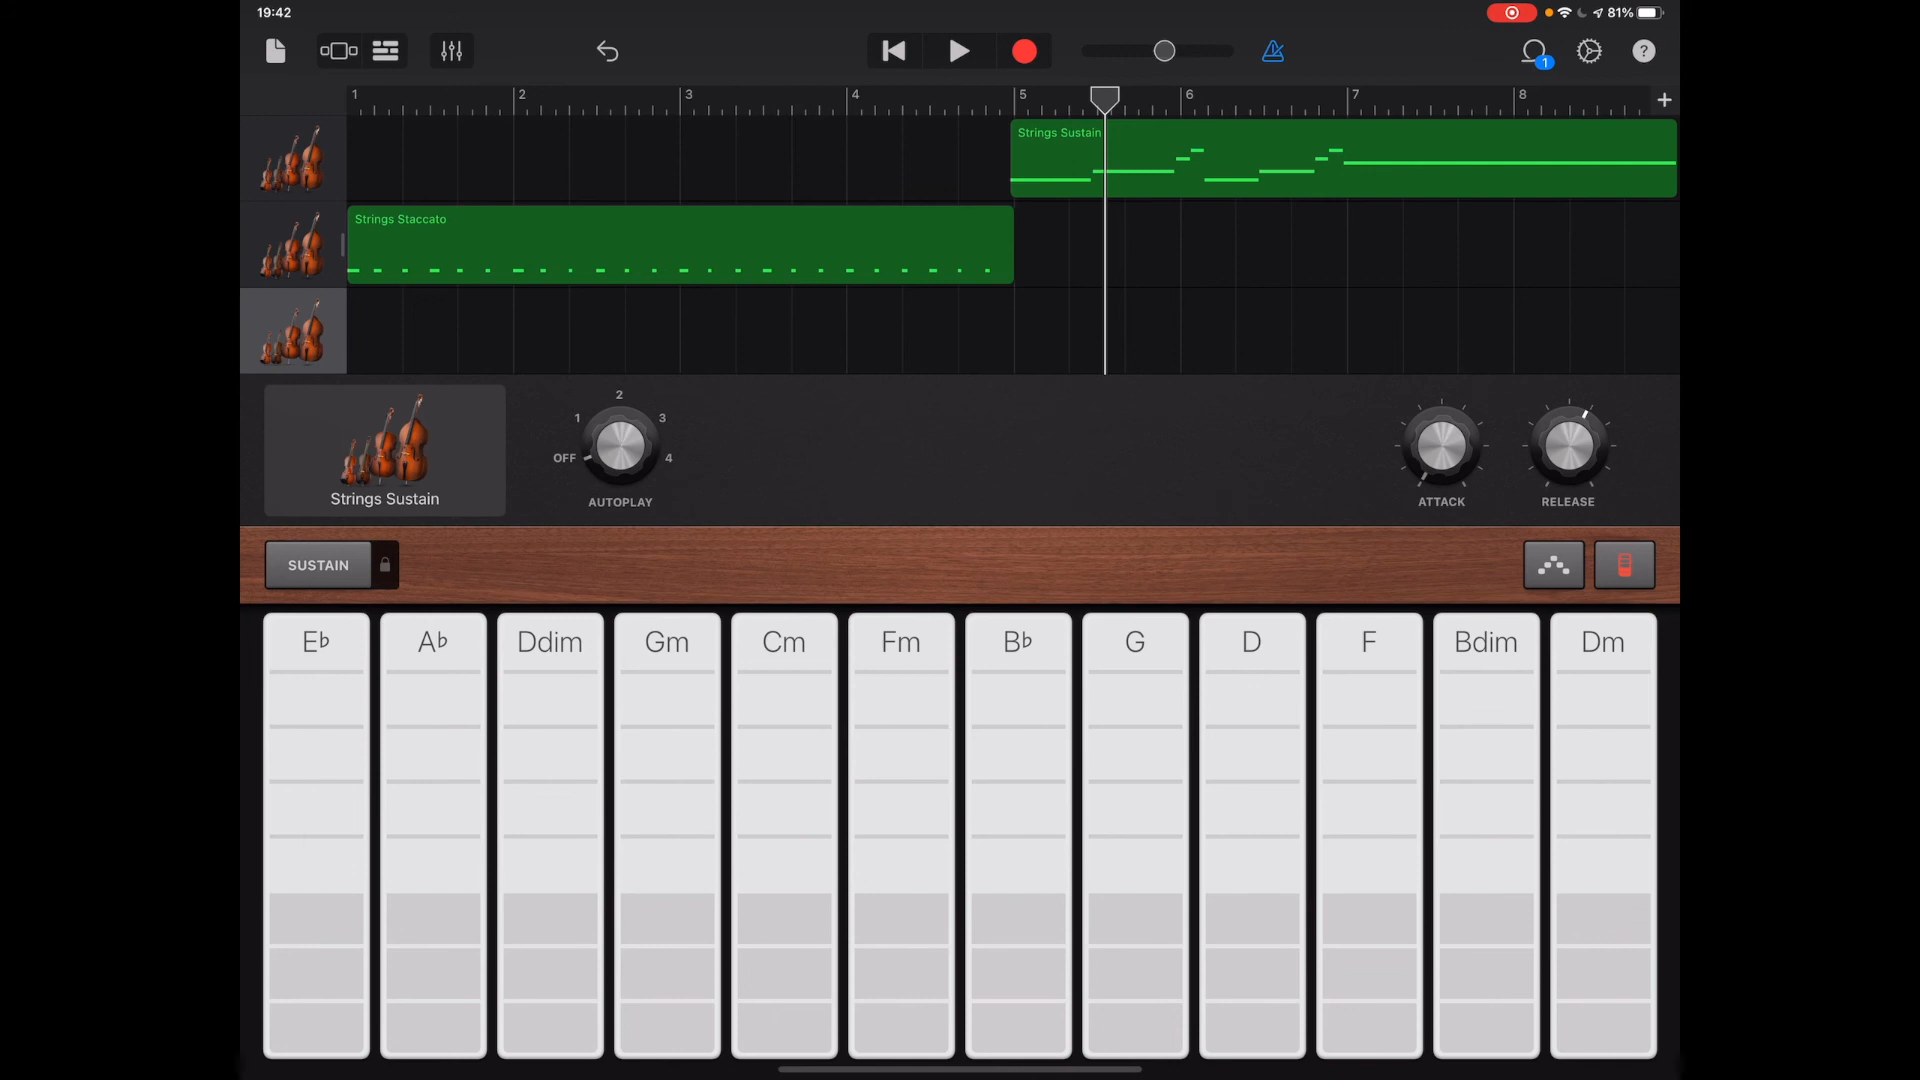 19:42
81%
1
?
1 2 3 4 5 6 7 8
Strings Sustain
Strings Staccato
Strings Sustain
OFF 1 2 3 4
AUTOPLAY
ATTACK
RELEASE
SUSTAIN
E♭ A♭ Ddim Gm Cm Fm B♭ G D F Bdim Dm